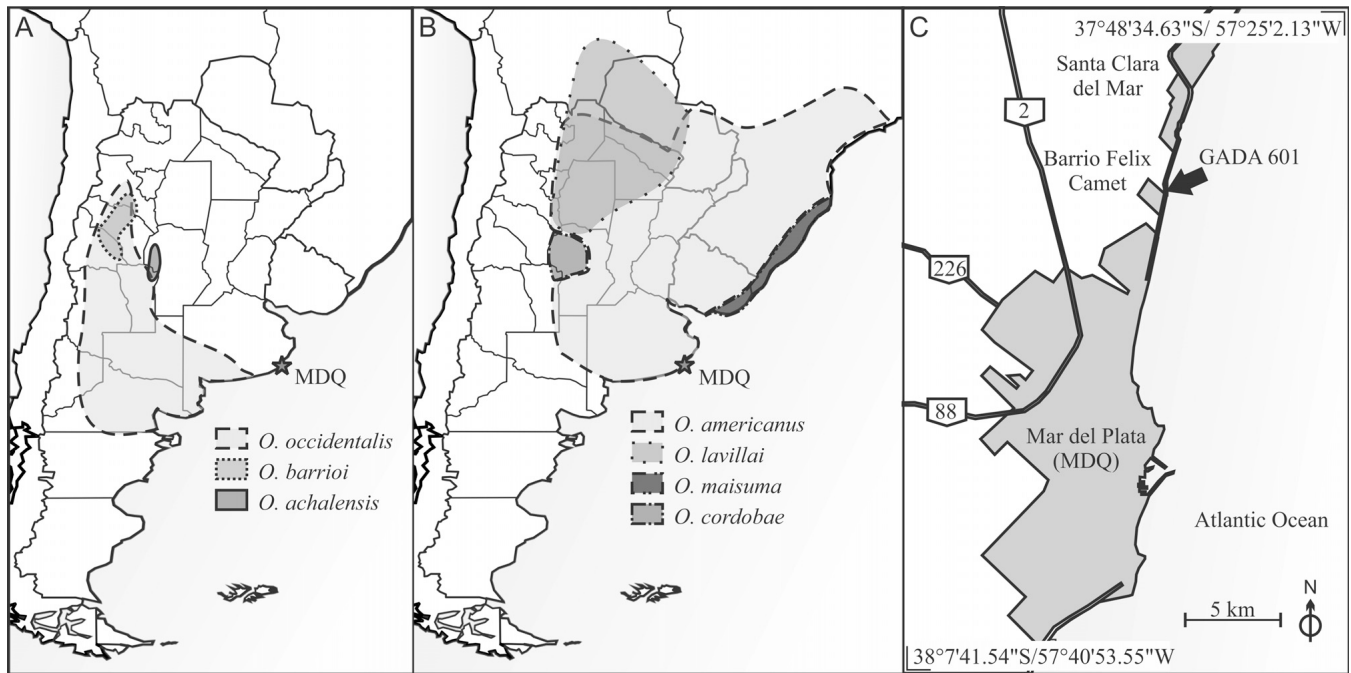 A
MDQ
O. occidentalis
O. barrioi
O. achalensis
B
MDQ
O. americanus
O. lavillai
O. maisuma
O. cordobae
C
37°48'34.63"S/ 57°25'2.13"W
Santa Clara
del Mar
2
Barrio Felix
Camet
GADA 601
226
88
Mar del Plata
(MDQ)
Atlantic Ocean
N
5 km
38°7'41.54"S/57°40'53.55"W